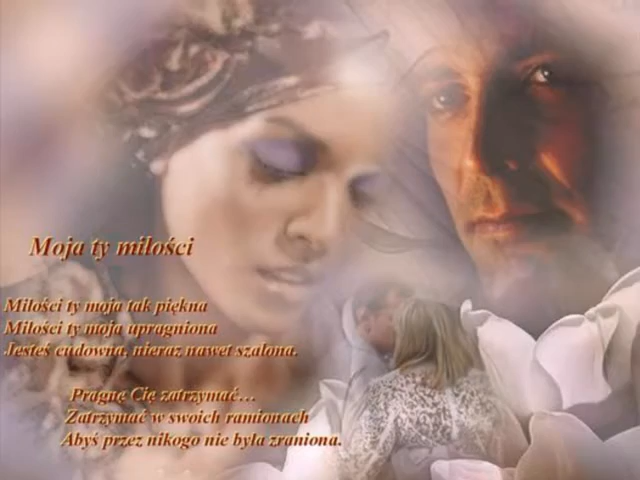 Moja ty miłości
Miłości ty moja tak piękna
Miłości ty moja upragniona
Jesteś cudowna, nieraz nawet szalona.
Pragnę Cię zatrzymać...
Zatrzymać w swoich ramionach
Abyś przez nikogo nie była zraniona.